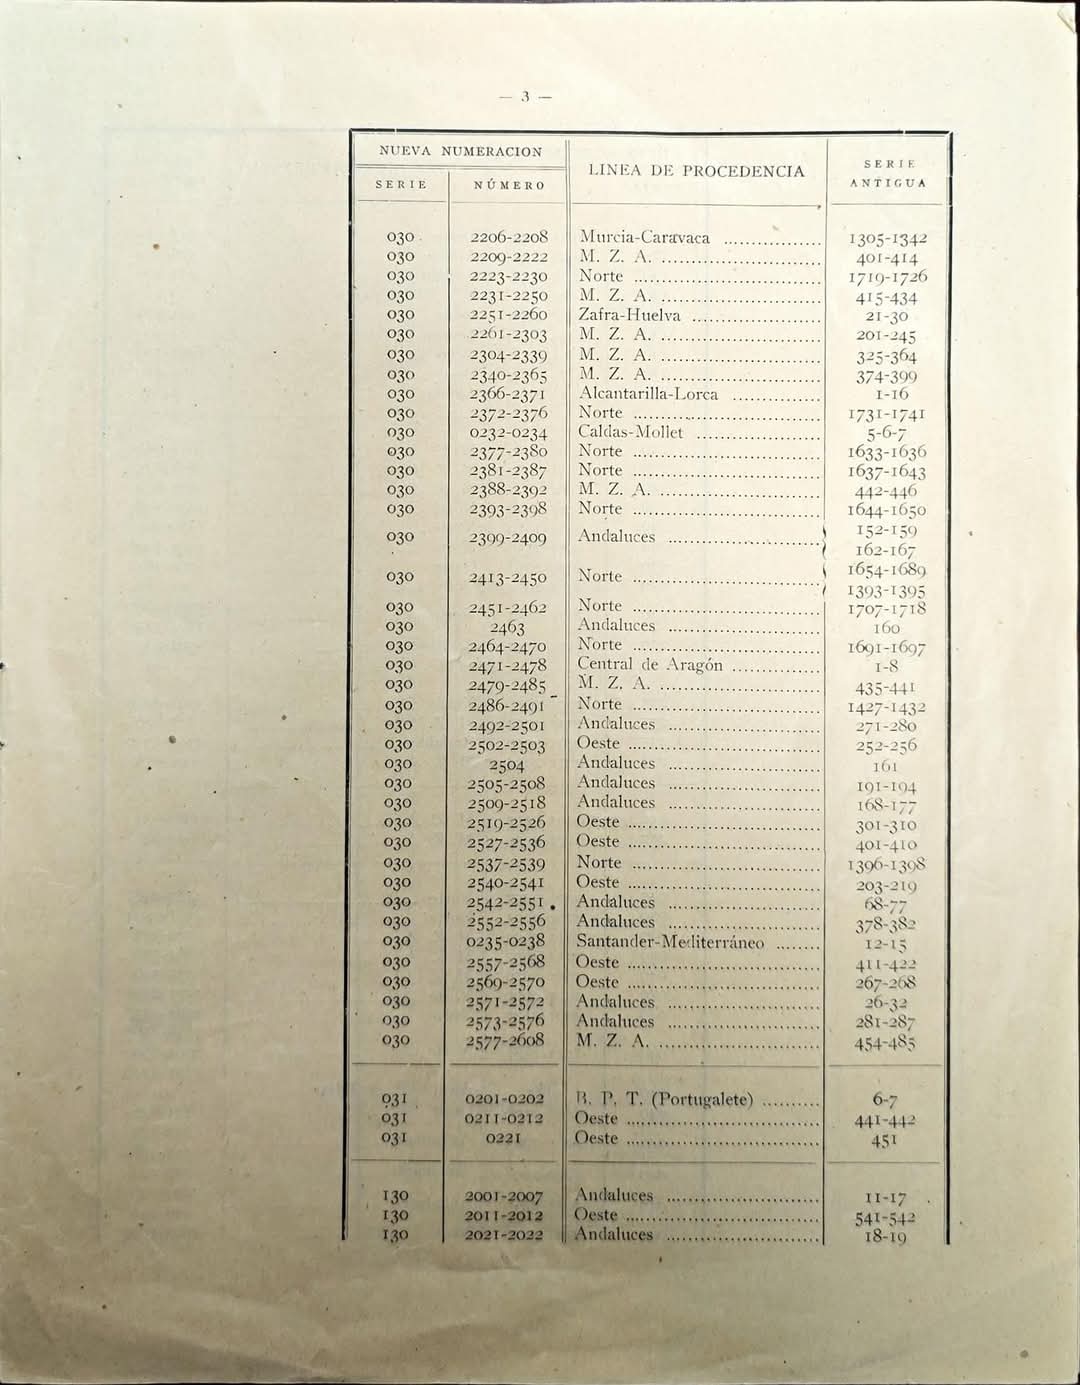 — 3 —
NUEVA NUMERACION
LINEA DE PROCEDENCIA
SERIE ANTIGUA
SERIE NÚMERO
030 2206-2208 Murcia-Caravaca ................ 1305-1342
030 2209-2222 M. Z. A. .......................... 401-414
030 2223-2230 Norte .............................. 1719-1726
030 2231-2250 M. Z. A. .......................... 415-434
030 2251-2260 Zafra-Huelva ..................... 21-30
030 2261-2303 M. Z. A. .......................... 201-245
030 2304-2339 M. Z. A. .......................... 325-364
030 2340-2365 M. Z. A. .......................... 374-399
030 2366-2371 Alcantarilla-Lorca .............. 1-16
030 2372-2376 Norte .............................. 1731-1741
030 0232-0234 Caldas-Mollet .................... 5-6-7
030 2377-2380 Norte .............................. 1633-1636
030 2381-2387 Norte .............................. 1637-1643
030 2388-2392 M. Z. A. .......................... 442-446
030 2393-2398 Norte .............................. 1644-1650
030 2399-2409 Andaluces ........................ 152-159
162-167
030 2413-2450 Norte .............................. 1654-1689
1393-1395
030 2451-2462 Norte .............................. 1707-1718
030 2463 Andaluces ........................ 160
030 2464-2470 Norte .............................. 1691-1697
030 2471-2478 Central de Aragón .............. 1-8
030 2479-2485 M. Z. A. .......................... 435-441
030 2486-2491 Norte .............................. 1427-1432
030 2492-2501 Andaluces ........................ 271-280
030 2502-2503 Oeste .............................. 252-256
030 2504 Andaluces ........................ 161
030 2505-2508 Andaluces ........................ 191-194
030 2509-2518 Andaluces ........................ 168-177
030 2519-2526 Oeste .............................. 301-310
030 2527-2536 Oeste .............................. 401-410
030 2537-2539 Norte .............................. 1396-1398
030 2540-2541 Oeste .............................. 203-219
030 2542-2551 Andaluces ........................ 68-77
030 2552-2556 Andaluces ........................ 378-382
030 0235-0238 Santander-Mediterráneo ........ 12-15
030 2557-2568 Oeste .............................. 411-422
030 2569-2570 Oeste .............................. 267-268
030 2571-2572 Andaluces ........................ 26-32
030 2573-2576 Andaluces ........................ 281-287
030 2577-2608 M. Z. A. .......................... 454-485
031 0201-0202 B. P. T. (Portugalete) .......... 6-7
031 0211-0212 Oeste .............................. 441-442
031 0221 Oeste .............................. 451
130 2001-2007 Andaluces ........................ 11-17
130 2011-2012 Oeste .............................. 541-542
130 2021-2022 Andaluces ........................ 18-19